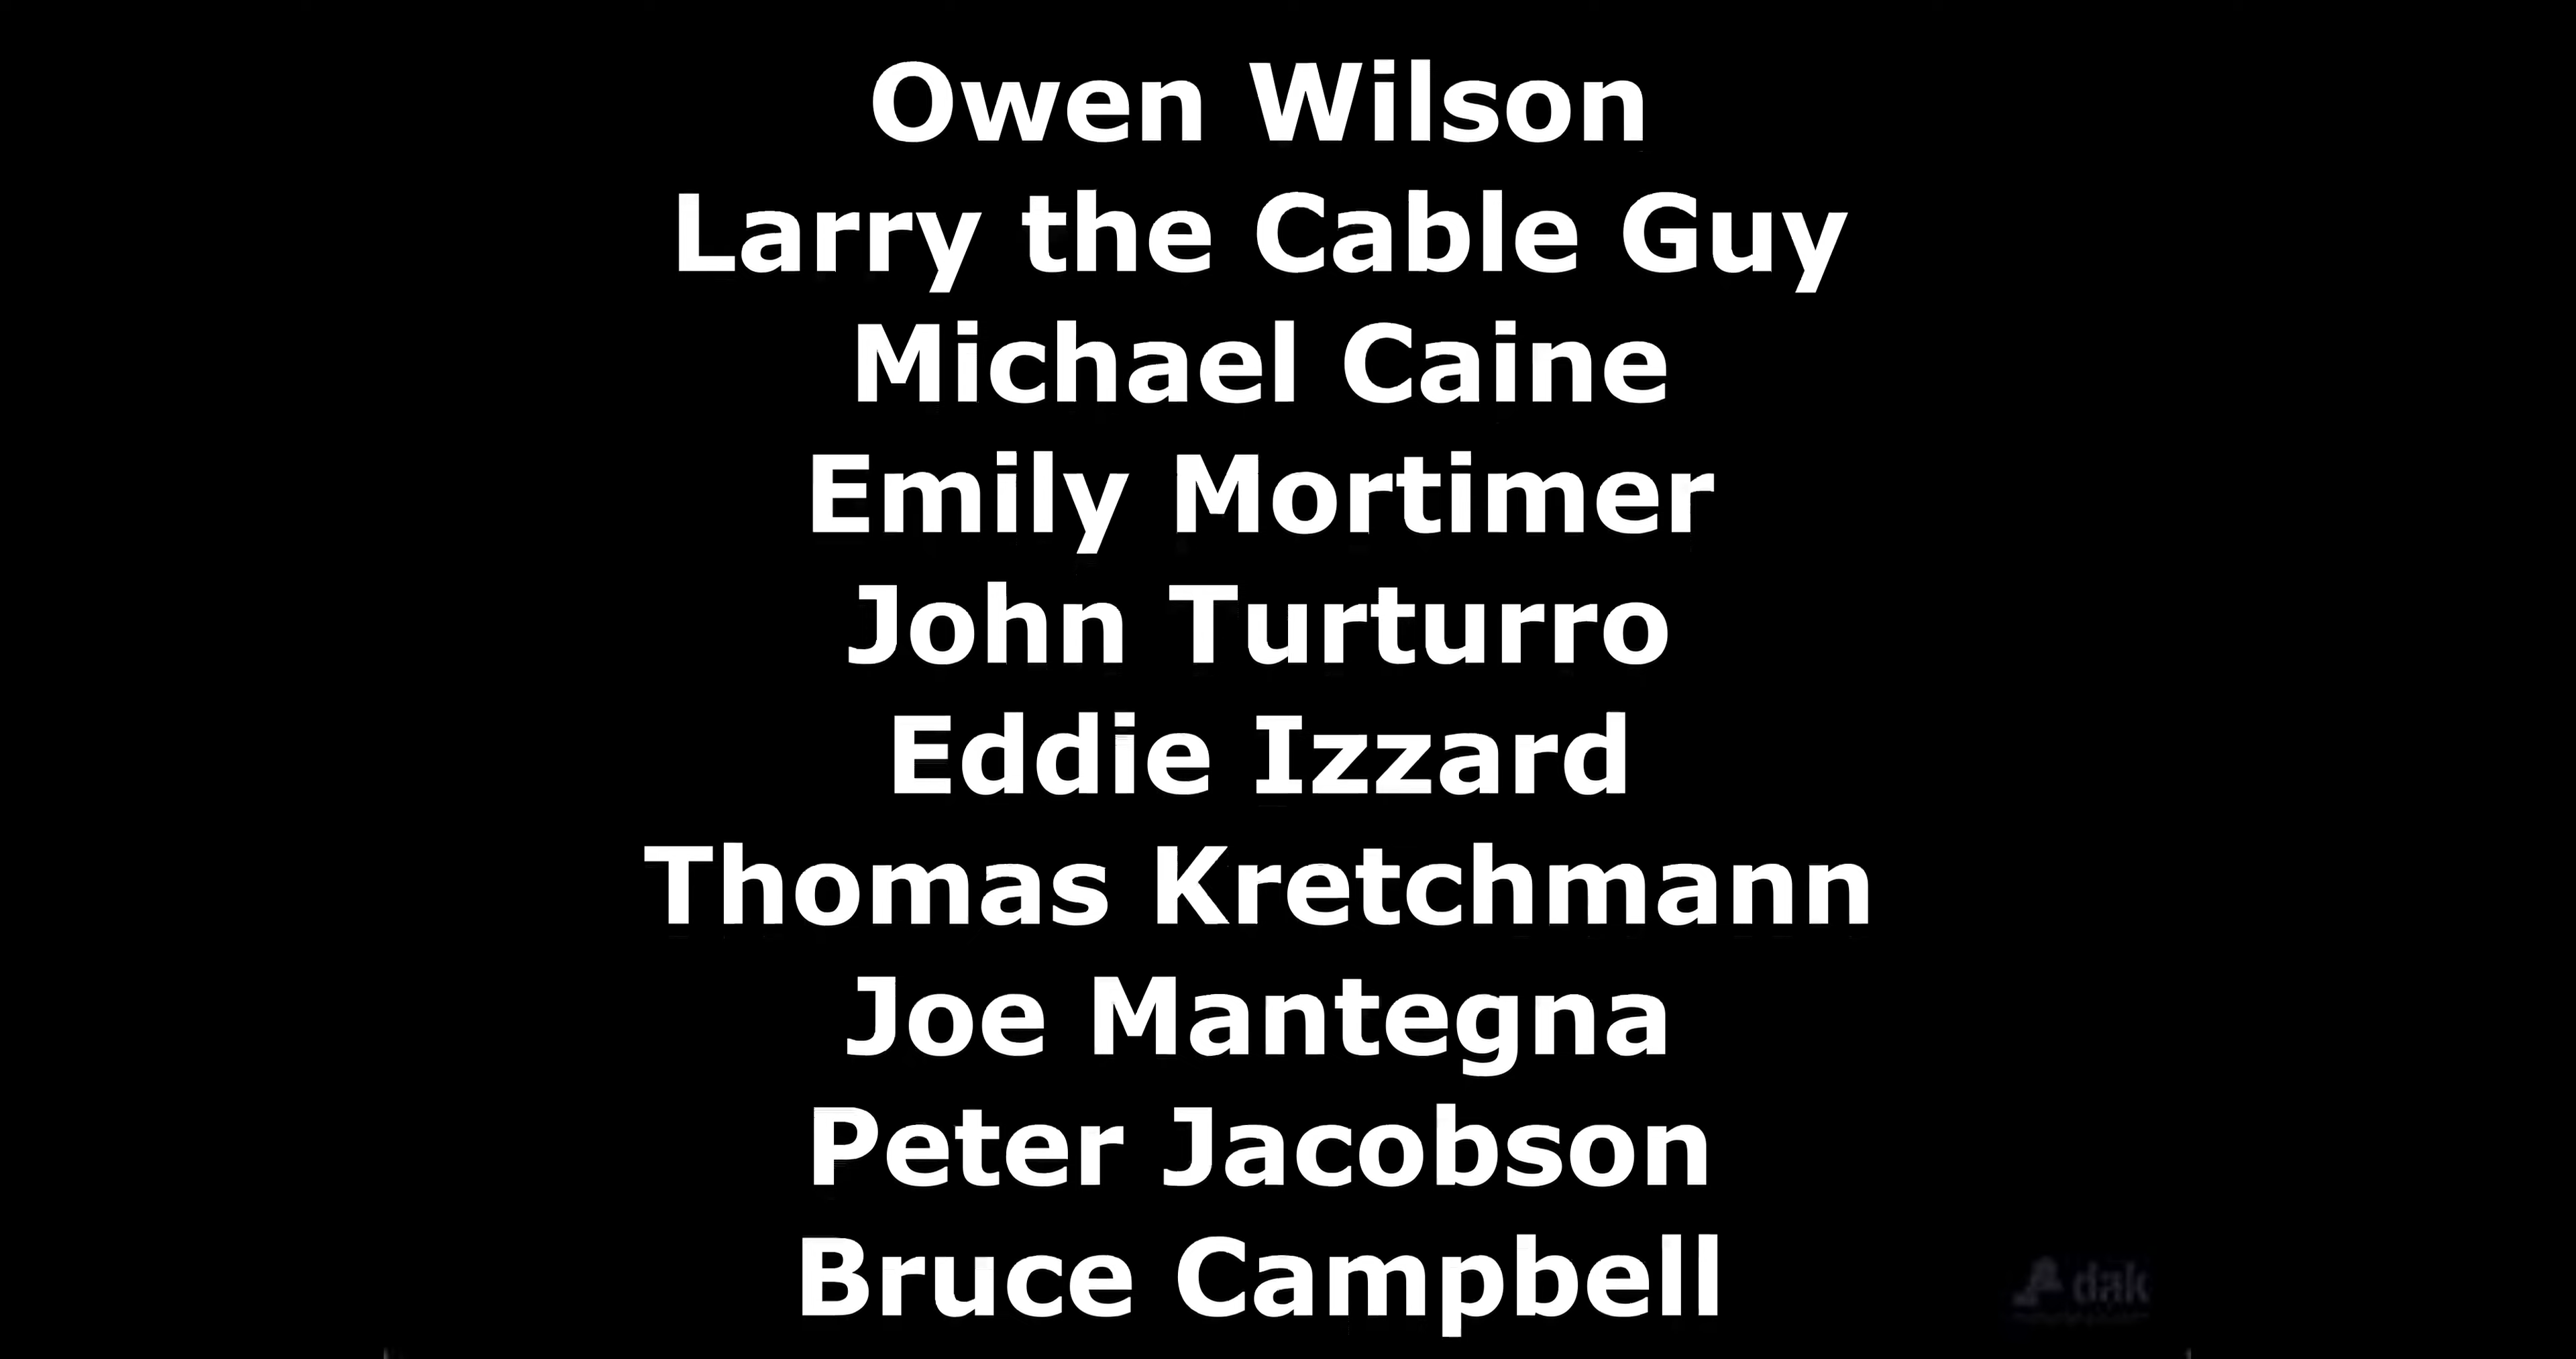 Owen Wilson
Larry the Cable Guy
Michael Caine
Emily Mortimer
John Turturro
Eddie Izzard
Thomas Kretchmann
Joe Mantegna
Peter Jacobson
Bruce Campbell